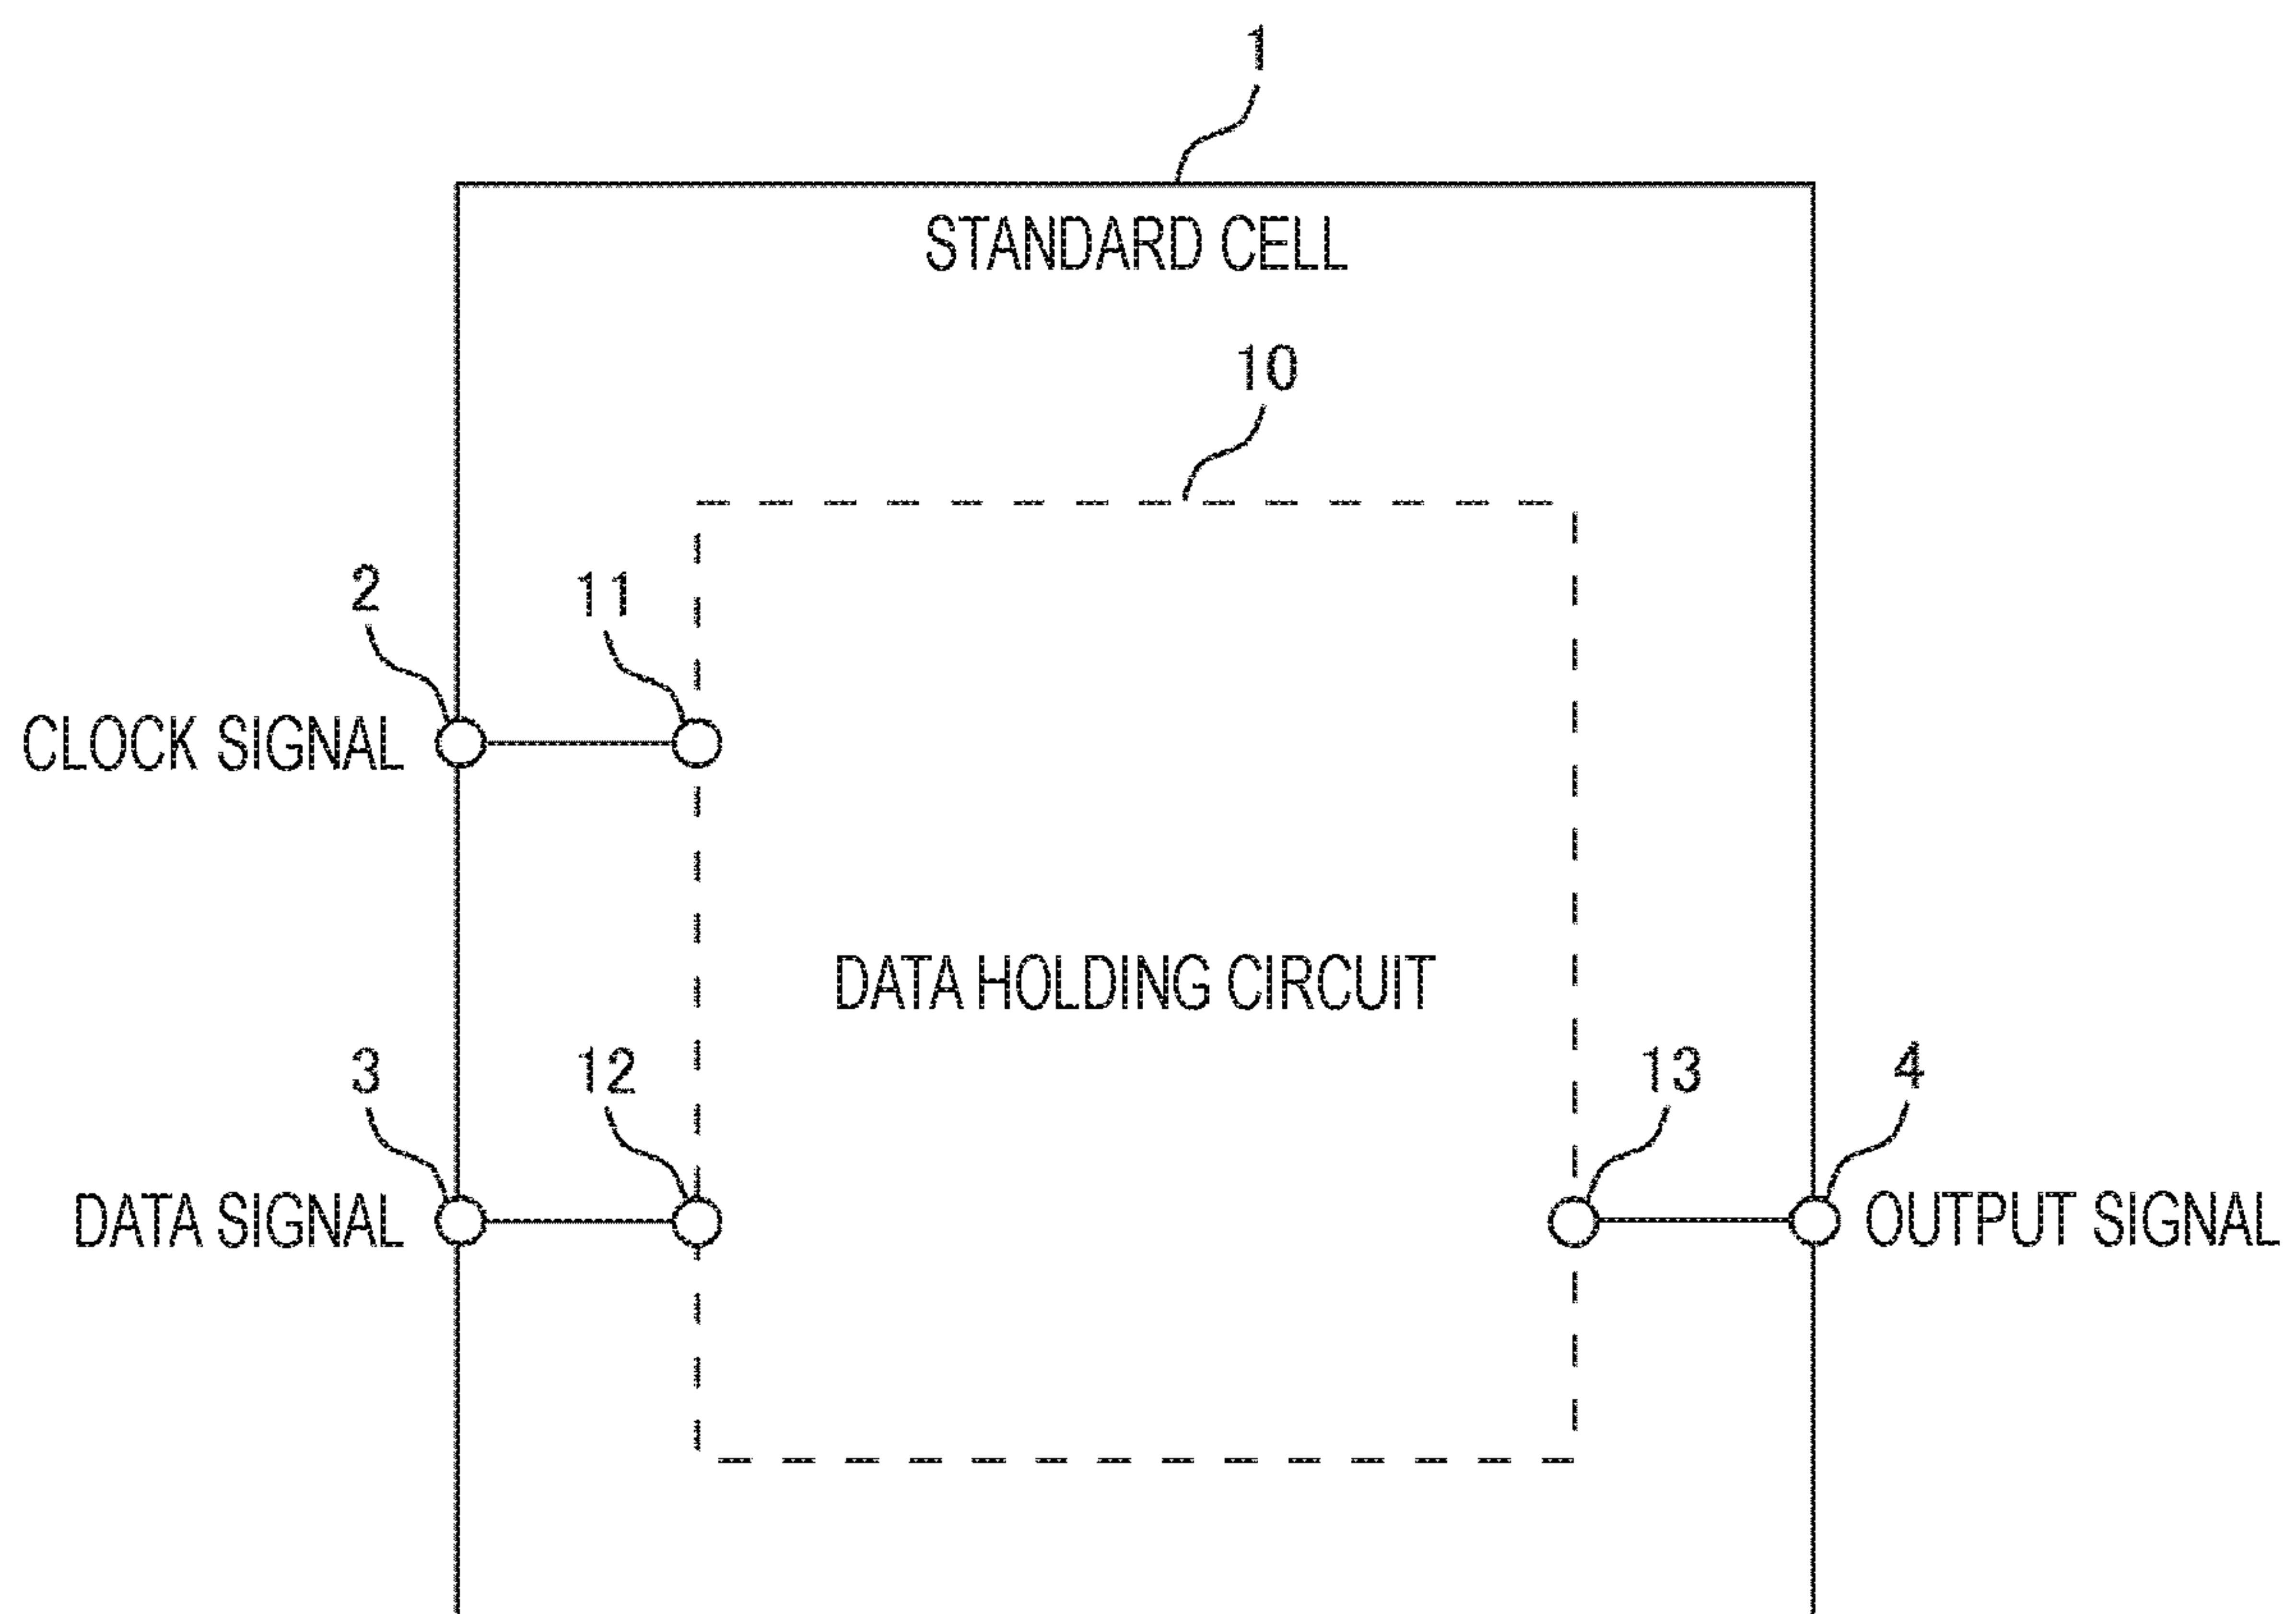 1
STANDARD CELL
10
2
11
CLOCK SIGNAL
DATA HOLDING CIRCUIT
3
12
13
4
DATA SIGNAL
OUTPUT SIGNAL